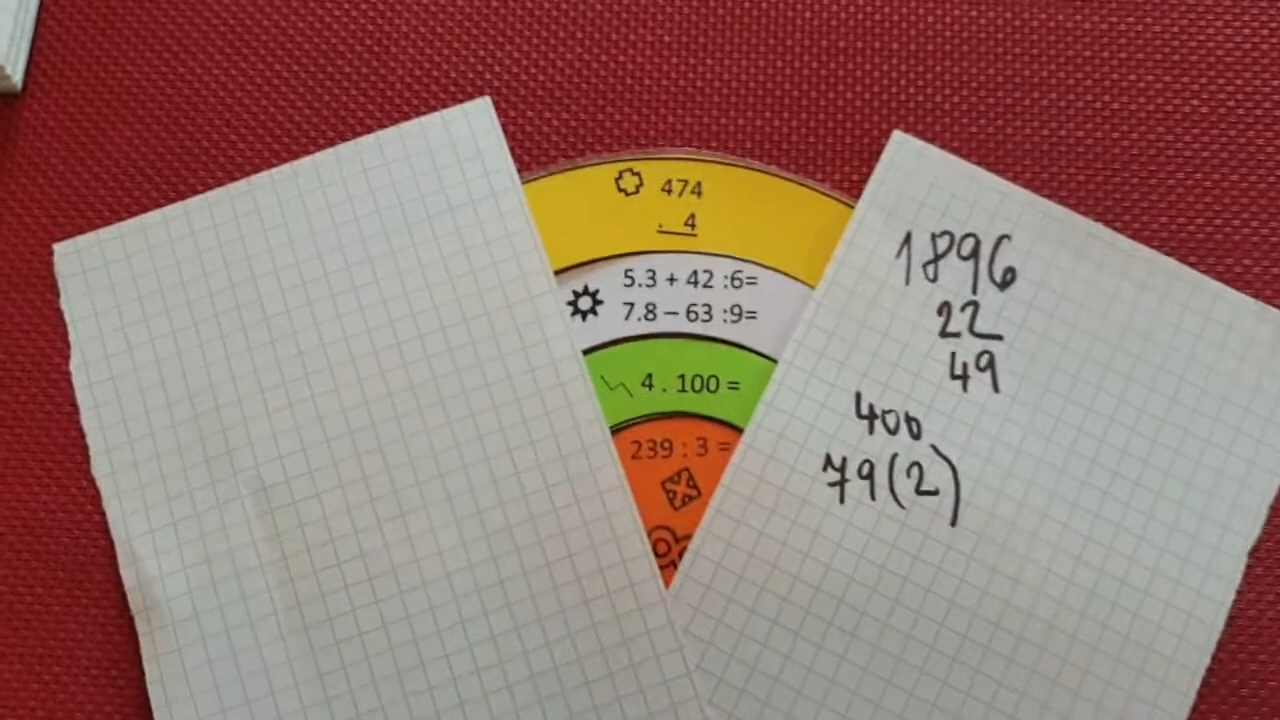 474
. 4
5.3 + 42 :6=
7.8 – 63 :9=
4 . 100 =
239 : 3 =
1896
22
49
400
79(2)